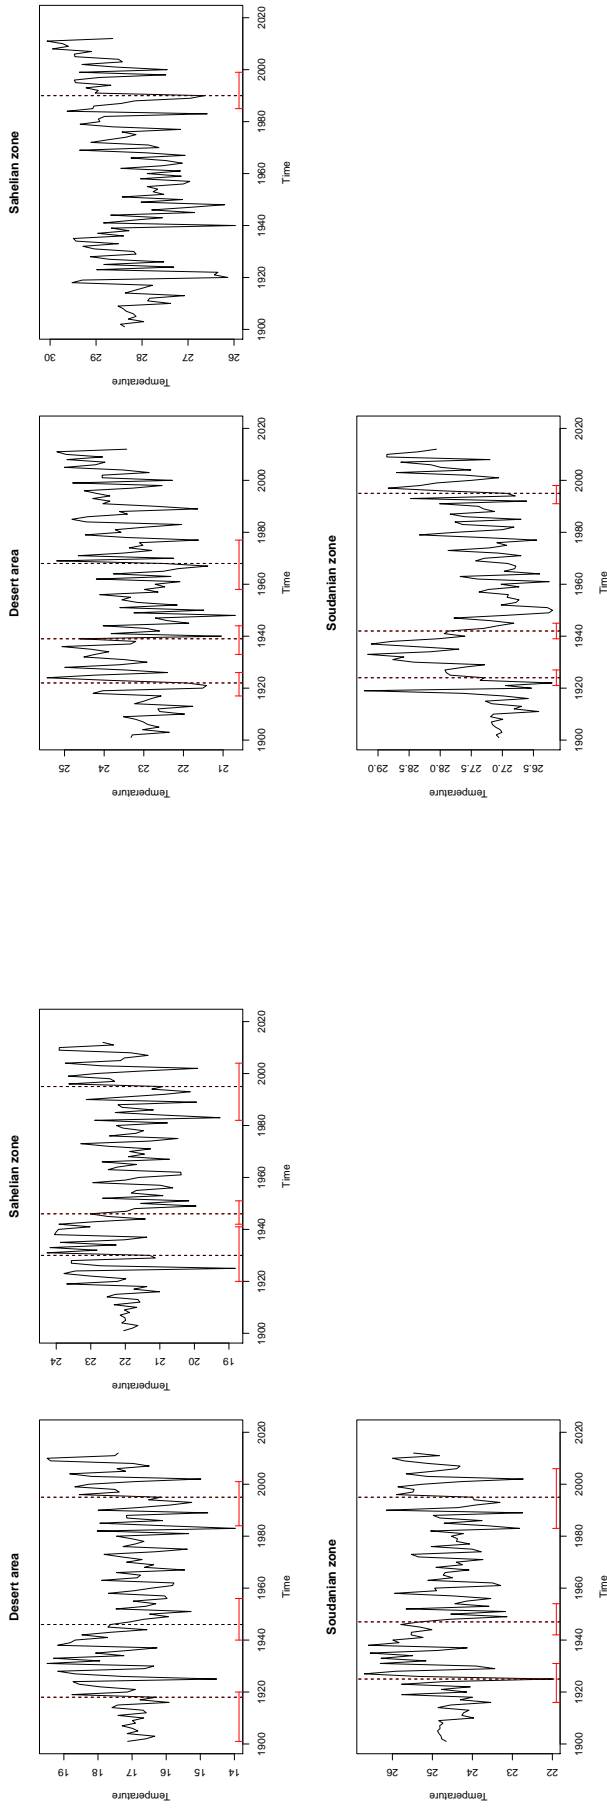 Desert area
Temperature
19
18
17
16
15
14
1900 1920 1940 1960 1980 2000 2020
Time
Sahelian zone
Temperature
24
23
22
21
20
19
1900 1920 1940 1960 1980 2000 2020
Time
Soudanian zone
Temperature
26
25
24
23
22
1900 1920 1940 1960 1980 2000 2020
Time
Desert area
Temperature
25
24
23
22
21
1900 1920 1940 1960 1980 2000 2020
Time
Sahelian zone
Temperature
30
29
28
27
26
1900 1920 1940 1960 1980 2000 2020
Time
Soudanian zone
Temperature
29.0
28.5
28.0
27.5
27.0
26.5
1900 1920 1940 1960 1980 2000 2020
Time